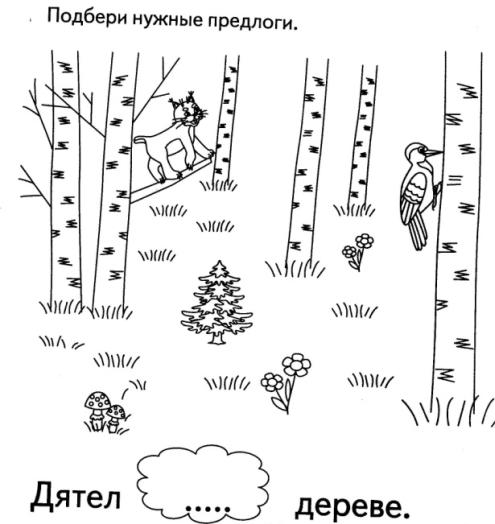 Подбери нужные предлоги.
Дятел ..... дереве.